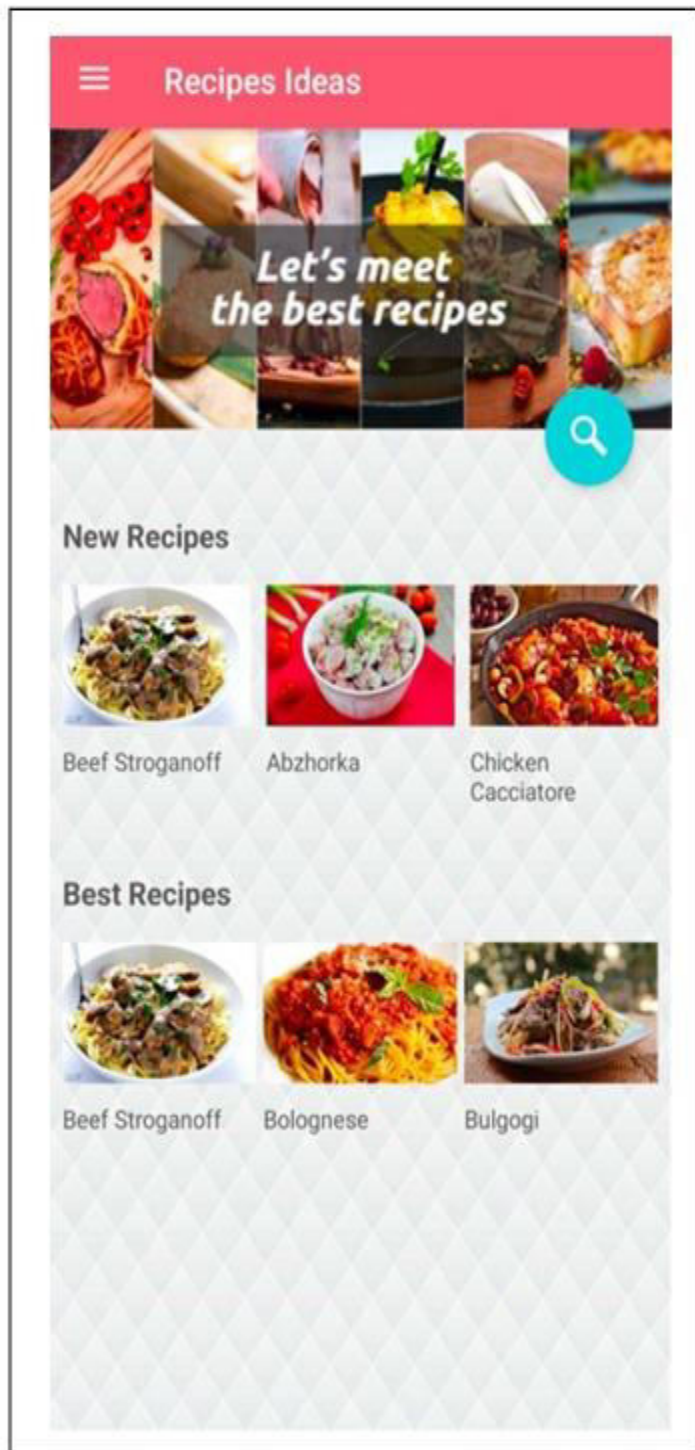 Recipes Ideas
Let's meet
the best recipes
New Recipes
Beef Stroganoff
Abzhorka
Chicken
Cacciatore
Best Recipes
Beef Stroganoff
Bolognese
Bulgogi